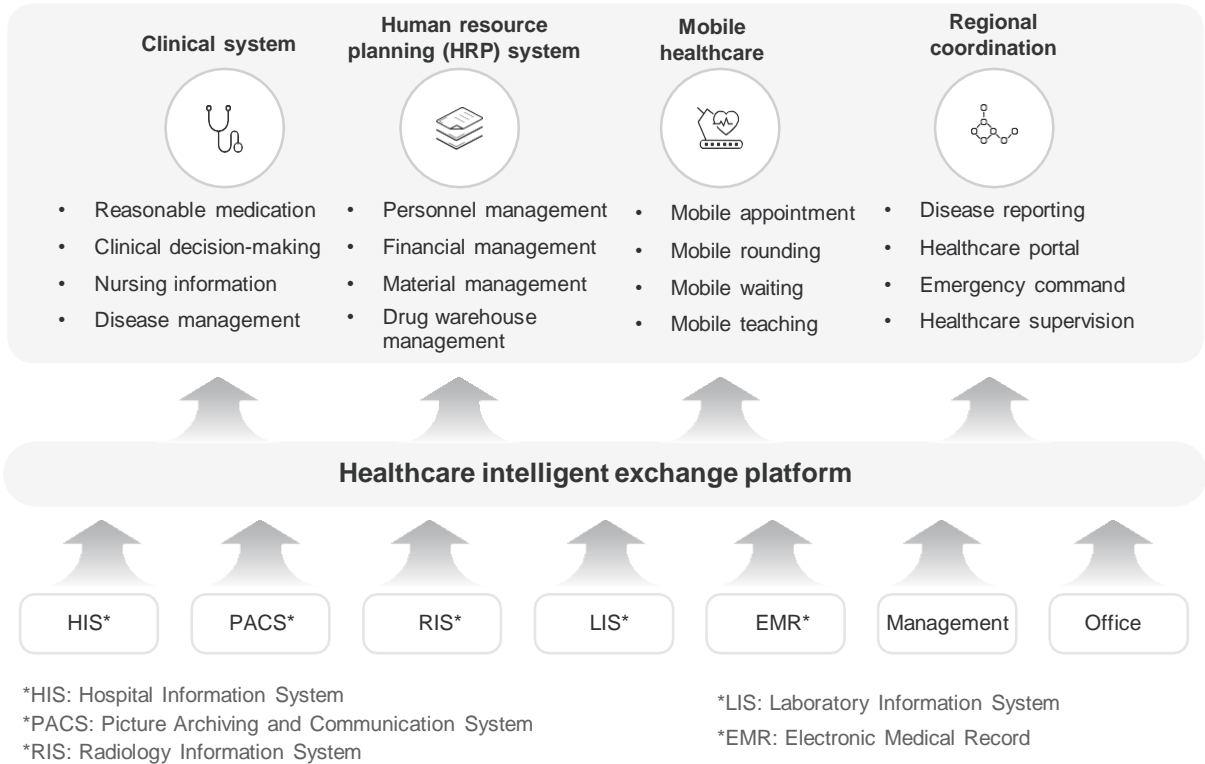 Clinical system
Human resource
planning (HRP) system
Mobile
healthcare
Regional
coordination
• Reasonable medication
• Clinical decision-making
• Nursing information
• Disease management
• Personnel management
• Financial management
• Material management
• Drug warehouse
management
• Mobile appointment
• Mobile rounding
• Mobile waiting
• Mobile teaching
• Disease reporting
• Healthcare portal
• Emergency command
• Healthcare supervision
Healthcare intelligent exchange platform
HIS*
PACS*
RIS*
LIS*
EMR*
Management
Office
*HIS: Hospital Information System
*PACS: Picture Archiving and Communication System
*RIS: Radiology Information System
*LIS: Laboratory Information System
*EMR: Electronic Medical Record